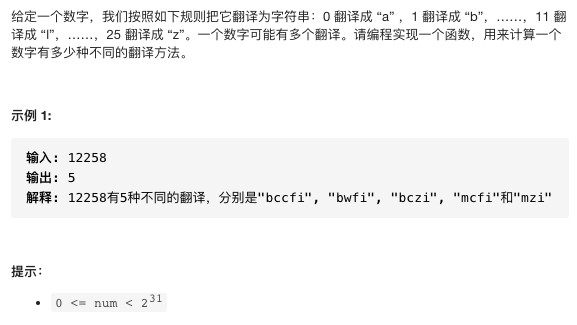 给定一个数字，我们按照如下规则把它翻译为字符串：0 翻译成 “a” ，1 翻译成 “b”，……，11 翻
译成 “l”，……，25 翻译成 “z”。一个数字可能有多个翻译。请编程实现一个函数，用来计算一个
数字有多少种不同的翻译方法。
示例 1:
输入: 12258
输出: 5
解释: 12258有5种不同的翻译，分别是"bccfi", "bwfi", "bczi", "mcfi"和"mzi"
提示：
• 0 <= num < 2³¹